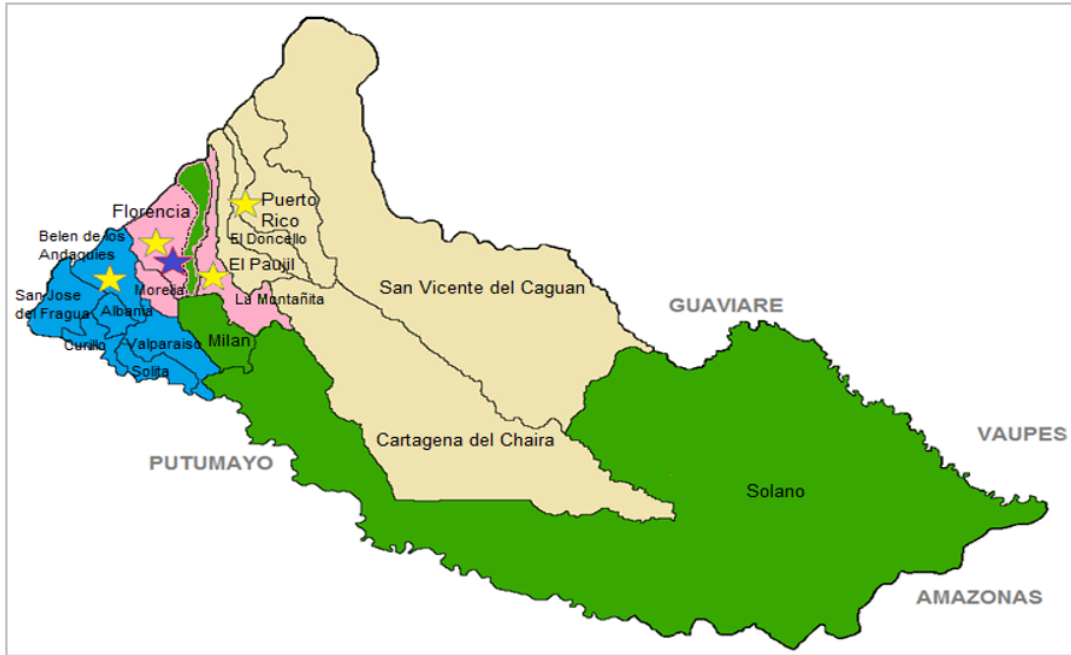 Florencia
Puerto
Rico
Belen de los
Andaquies
El Doncello
El Paujil
San Jose
del Fragua
Morelia
La Montañita
San Vicente del Caguan
GUAVIARE
Albania
Curillo
Valparaiso
Milan
Solita
Cartagena del Chaira
VAUPES
PUTUMAYO
Solano
AMAZONAS